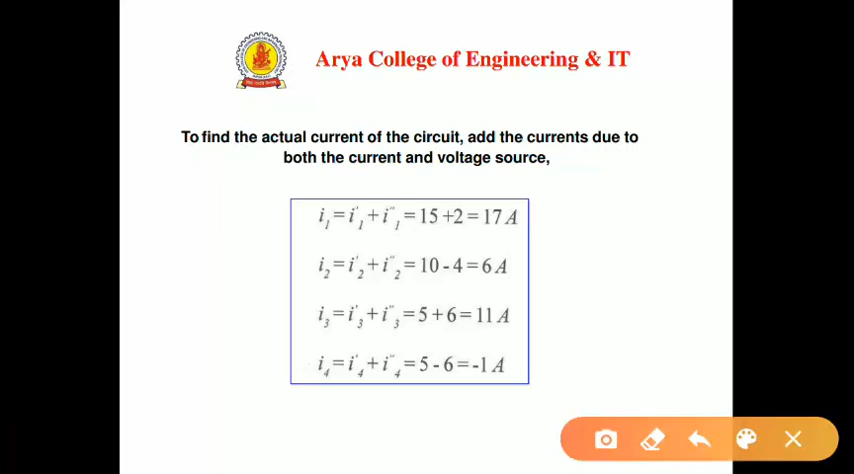 Arya College of Engineering & IT
To find the actual current of the circuit, add the currents due to
both the current and voltage source,
i₁ = i'₁ + i''₁ = 15 + 2 = 17 A
i₂ = i'₂ + i''₂ = 10 - 4 = 6 A
i₃ = i'₃ + i''₃ = 5 + 6 = 11 A
i₄ = i'₄ + i''₄ = 5 - 6 = -1 A